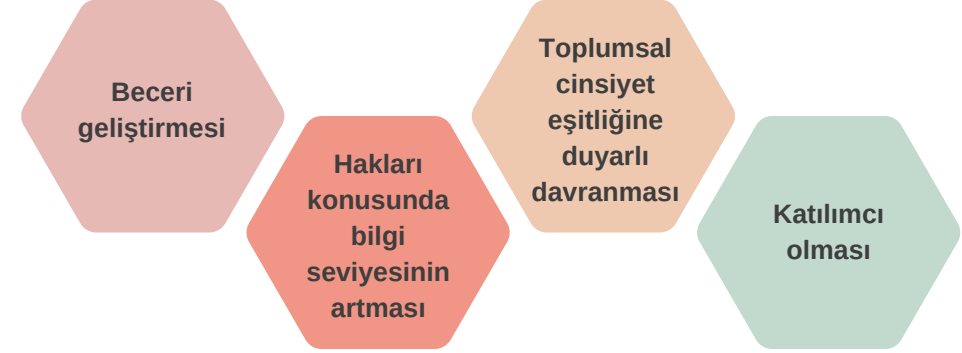 Beceri
geliştirmesi
Hakları
konusunda
bilgi
seviyesinin
artması
Toplumsal
cinsiyet
eşitliğine
duyarlı
davranması
Katılımcı
olması